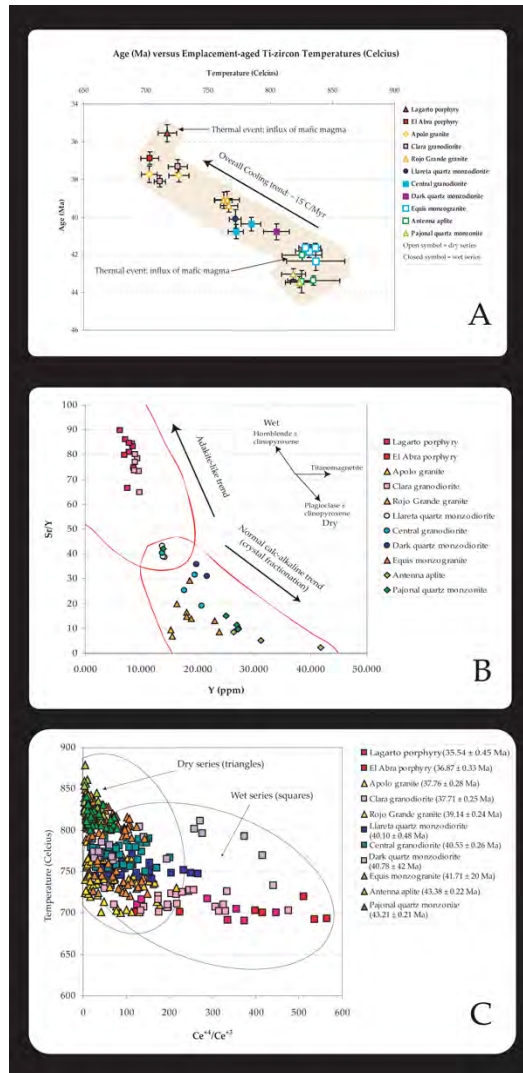 Age (Ma) versus Emplacement-aged Ti-zircon Temperatures (Celcius)
Temperature (Celcius)
650 700 750 800 850 900
34
36
38
40
42
44
46
Age (Ma)
Thermal event: influx of mafic magma
Overall Cooling trend: ~ 15°C/Myr
Thermal event: influx of mafic magma
Lagarto porphyry
El Abra porphyry
Apolo granite
Clara granodiorite
Rojo Grande granite
Llareta quartz monzodiorite
Central granodiorite
Dark quartz monzodiorite
Equis monzogranite
Antenna aplite
Pajonal quartz monzonite
Open symbol = dry series
Closed symbol = wet series
A
100
90
80
70
60
50
40
30
20
10
0
Sr/Y
0.000 10.000 20.000 30.000 40.000 50.000
Y (ppm)
Adakite-like trend
Normal calc-alkaline trend
(crystal fractionation)
Wet
Hornblende ±
clinopyroxene
Titanomagnetite
Plagioclase ±
clinopyroxene
Dry
Lagarto porphyry
El Abra porphyry
Apolo granite
Clara granodiorite
Rojo Grande granite
Llareta quartz monzodiorite
Central granodiorite
Dark quartz monzodiorite
Equis monzogranite
Antenna aplite
Pajonal quartz monzonite
B
900
850
800
750
700
650
600
Temperature (Celcius)
0 100 200 300 400 500 600
Ce+4/Ce+3
Dry series (triangles)
Wet series (squares)
Lagarto porphyry(35.54 ± 0.45 Ma)
El Abra porphyry (36.87 ± 0.33 Ma)
Apolo granite (37.76 ± 0.28 Ma)
Clara granodiorite (37.71 ± 0.25 Ma)
Rojo Grande granite (39.14 ± 0.24 Ma)
Llareta quartz monzodiorite
(40.10 ± 0.48 Ma)
Central granodiorite (40.55 ± 0.26 Ma)
Dark quartz monzodiorite
(40.78 ± 42 Ma)
Equis monzogranite (41.71 ± 20 Ma)
Antenna aplite (43.38 ± 0.22 Ma)
Pajonal quartz monzoniae
(43.21 ± 0.21 Ma)
C